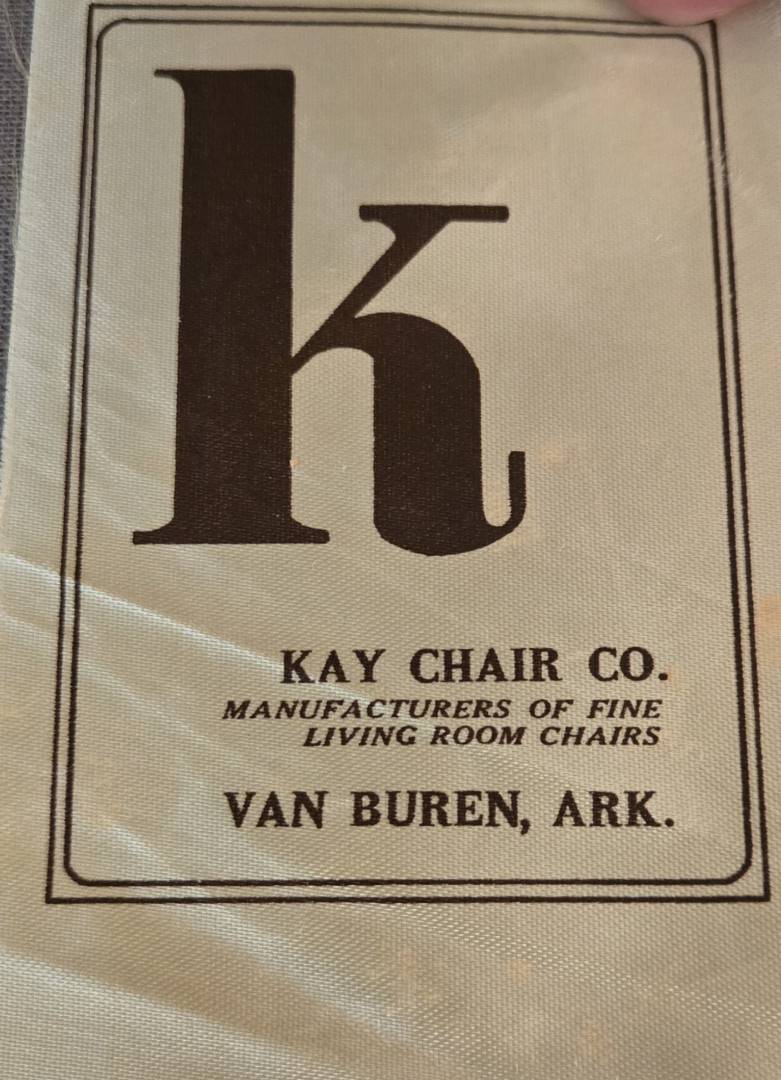 k
KAY CHAIR CO.
MANUFACTURERS OF FINE
LIVING ROOM CHAIRS
VAN BUREN, ARK.